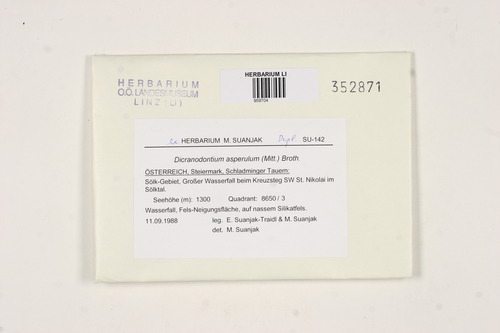 HERBARIUM
O.Ö. LANDESMUSEUM
LINZ/LI
HERBARIUM LI
352871
ex HERBARIUM M. SUANJAK Dupl. SU-142
Dicranodontium asperulum (Mitt.) Broth.
ÖSTERREICH, Steiermark, Schladminger Tauern:
Sölk-Gebiet, Großer Wasserfall beim Kreuzsteg SW St. Nikolai im
Sölktal.
Seehöhe (m): 1300 Quadrant: 8650 / 3
Wasserfall, Fels-Neigungsfläche, auf nassem Silikatfels.
11.09.1988 leg. E. Suanjak-Traidl & M. Suanjak
det. M. Suanjak